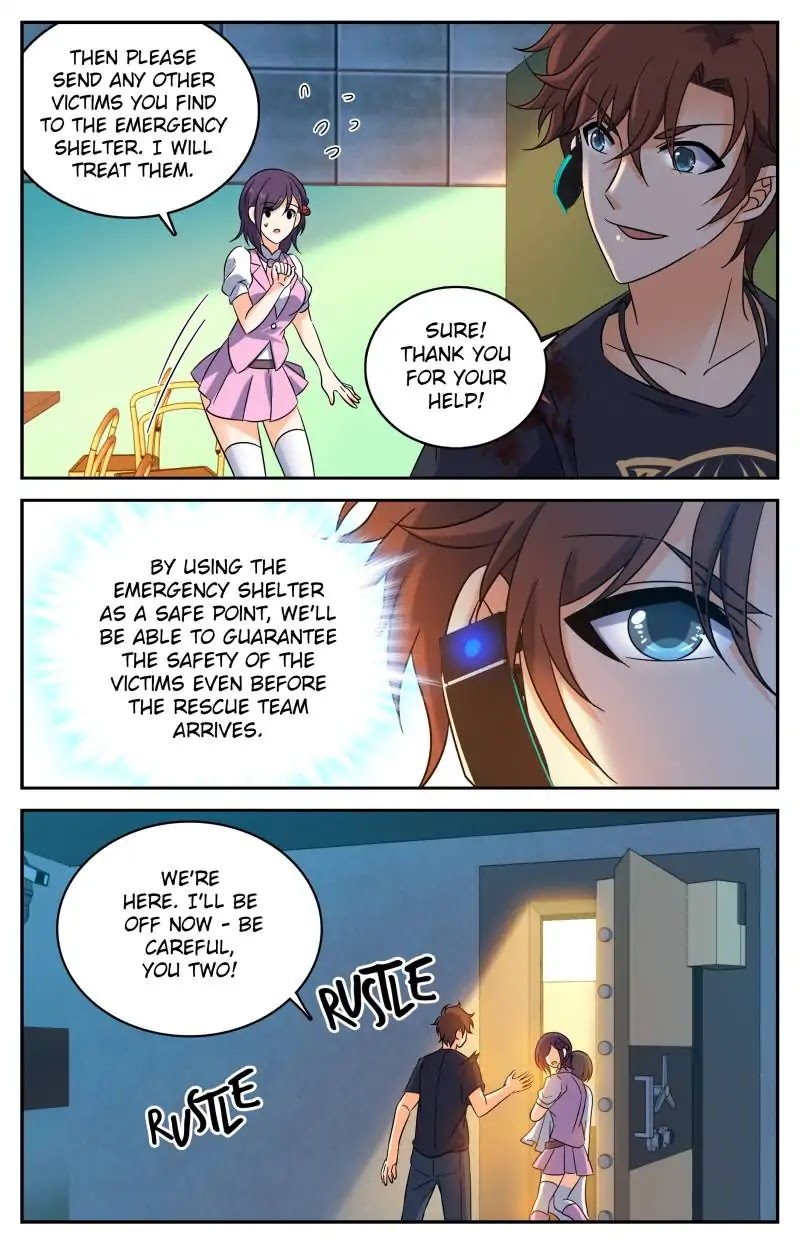 THEN PLEASE
SEND ANY OTHER
VICTIMS YOU FIND
TO THE EMERGENCY
SHELTER. I WILL
TREAT THEM.
SURE!
THANK YOU
FOR YOUR
HELP!
BY USING THE
EMERGENCY SHELTER
AS A SAFE POINT, WE'LL
BE ABLE TO GUARANTEE
THE SAFETY OF THE
VICTIMS EVEN BEFORE
THE RESCUE TEAM
ARRIVES.
WE'RE
HERE. I'LL BE
OFF NOW - BE
CAREFUL,
YOU TWO!
RUSTLE
RUSTLE